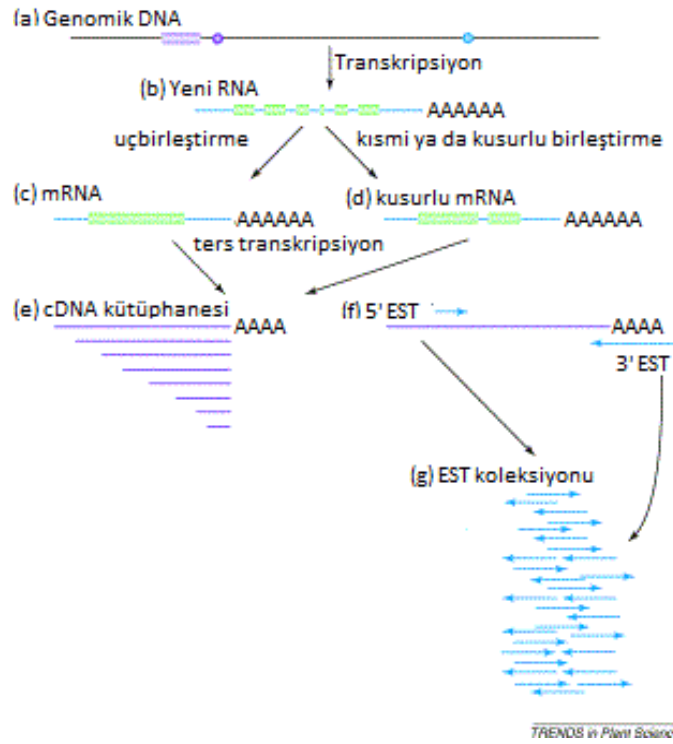 (a) Genomik DNA
Transkripsiyon
(b) Yeni RNA
AAAAAA
uçbirleştirme
kısmi ya da kusurlu birleştirme
(c) mRNA
AAAAAA
(d) kusurlu mRNA
AAAAAA
ters transkripsiyon
(e) cDNA kütüphanesi
AAAA
(f) 5' EST
AAAA
3' EST
(g) EST koleksiyonu
TRENDS in Plant Scienc